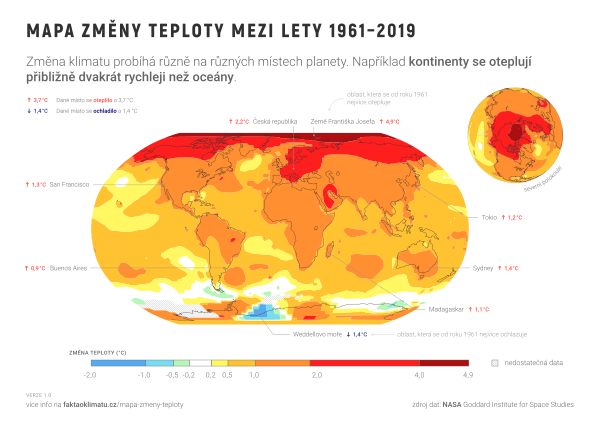 MAPA ZMĚNY TEPLOTY MEZI LETY 1961–2019
Změna klimatu probíhá různě na různých místech planety. Například kontinenty se oteplují
přibližně dvakrát rychleji než oceány.
↑ 3,7°C Dané místo se oteplilo o 3,7 °C
↓ 1,4°C Dané místo se ochladilo o 1,4 °C
oblast, která se od roku 1961
nejvíce otepluje
↑ 2,2°C Česká republika
Země Františka Josefa ↑ 4,9°C
severní polokoule
↑ 1,3°C San Francisco
Tokio ↑ 1,2°C
↑ 0,9°C Buenos Aires
Sydney ↑ 1,4°C
Madagaskar ↑ 1,1°C
Weddellovo moře ↓ 1,4°C oblast, která se od roku 1961 nejvíce ochlazuje
ZMĚNA TEPLOTY (°C)
-2,0 -1,0 -0,5 -0,2 0,2 0,5 1,0 2,0 4,0 4,9
nedostatečná data
VERZE 1.6
více info na faktaoklimatu.cz/mapa-zmeny-teploty
zdroj dat: NASA Goddard Institute for Space Studies